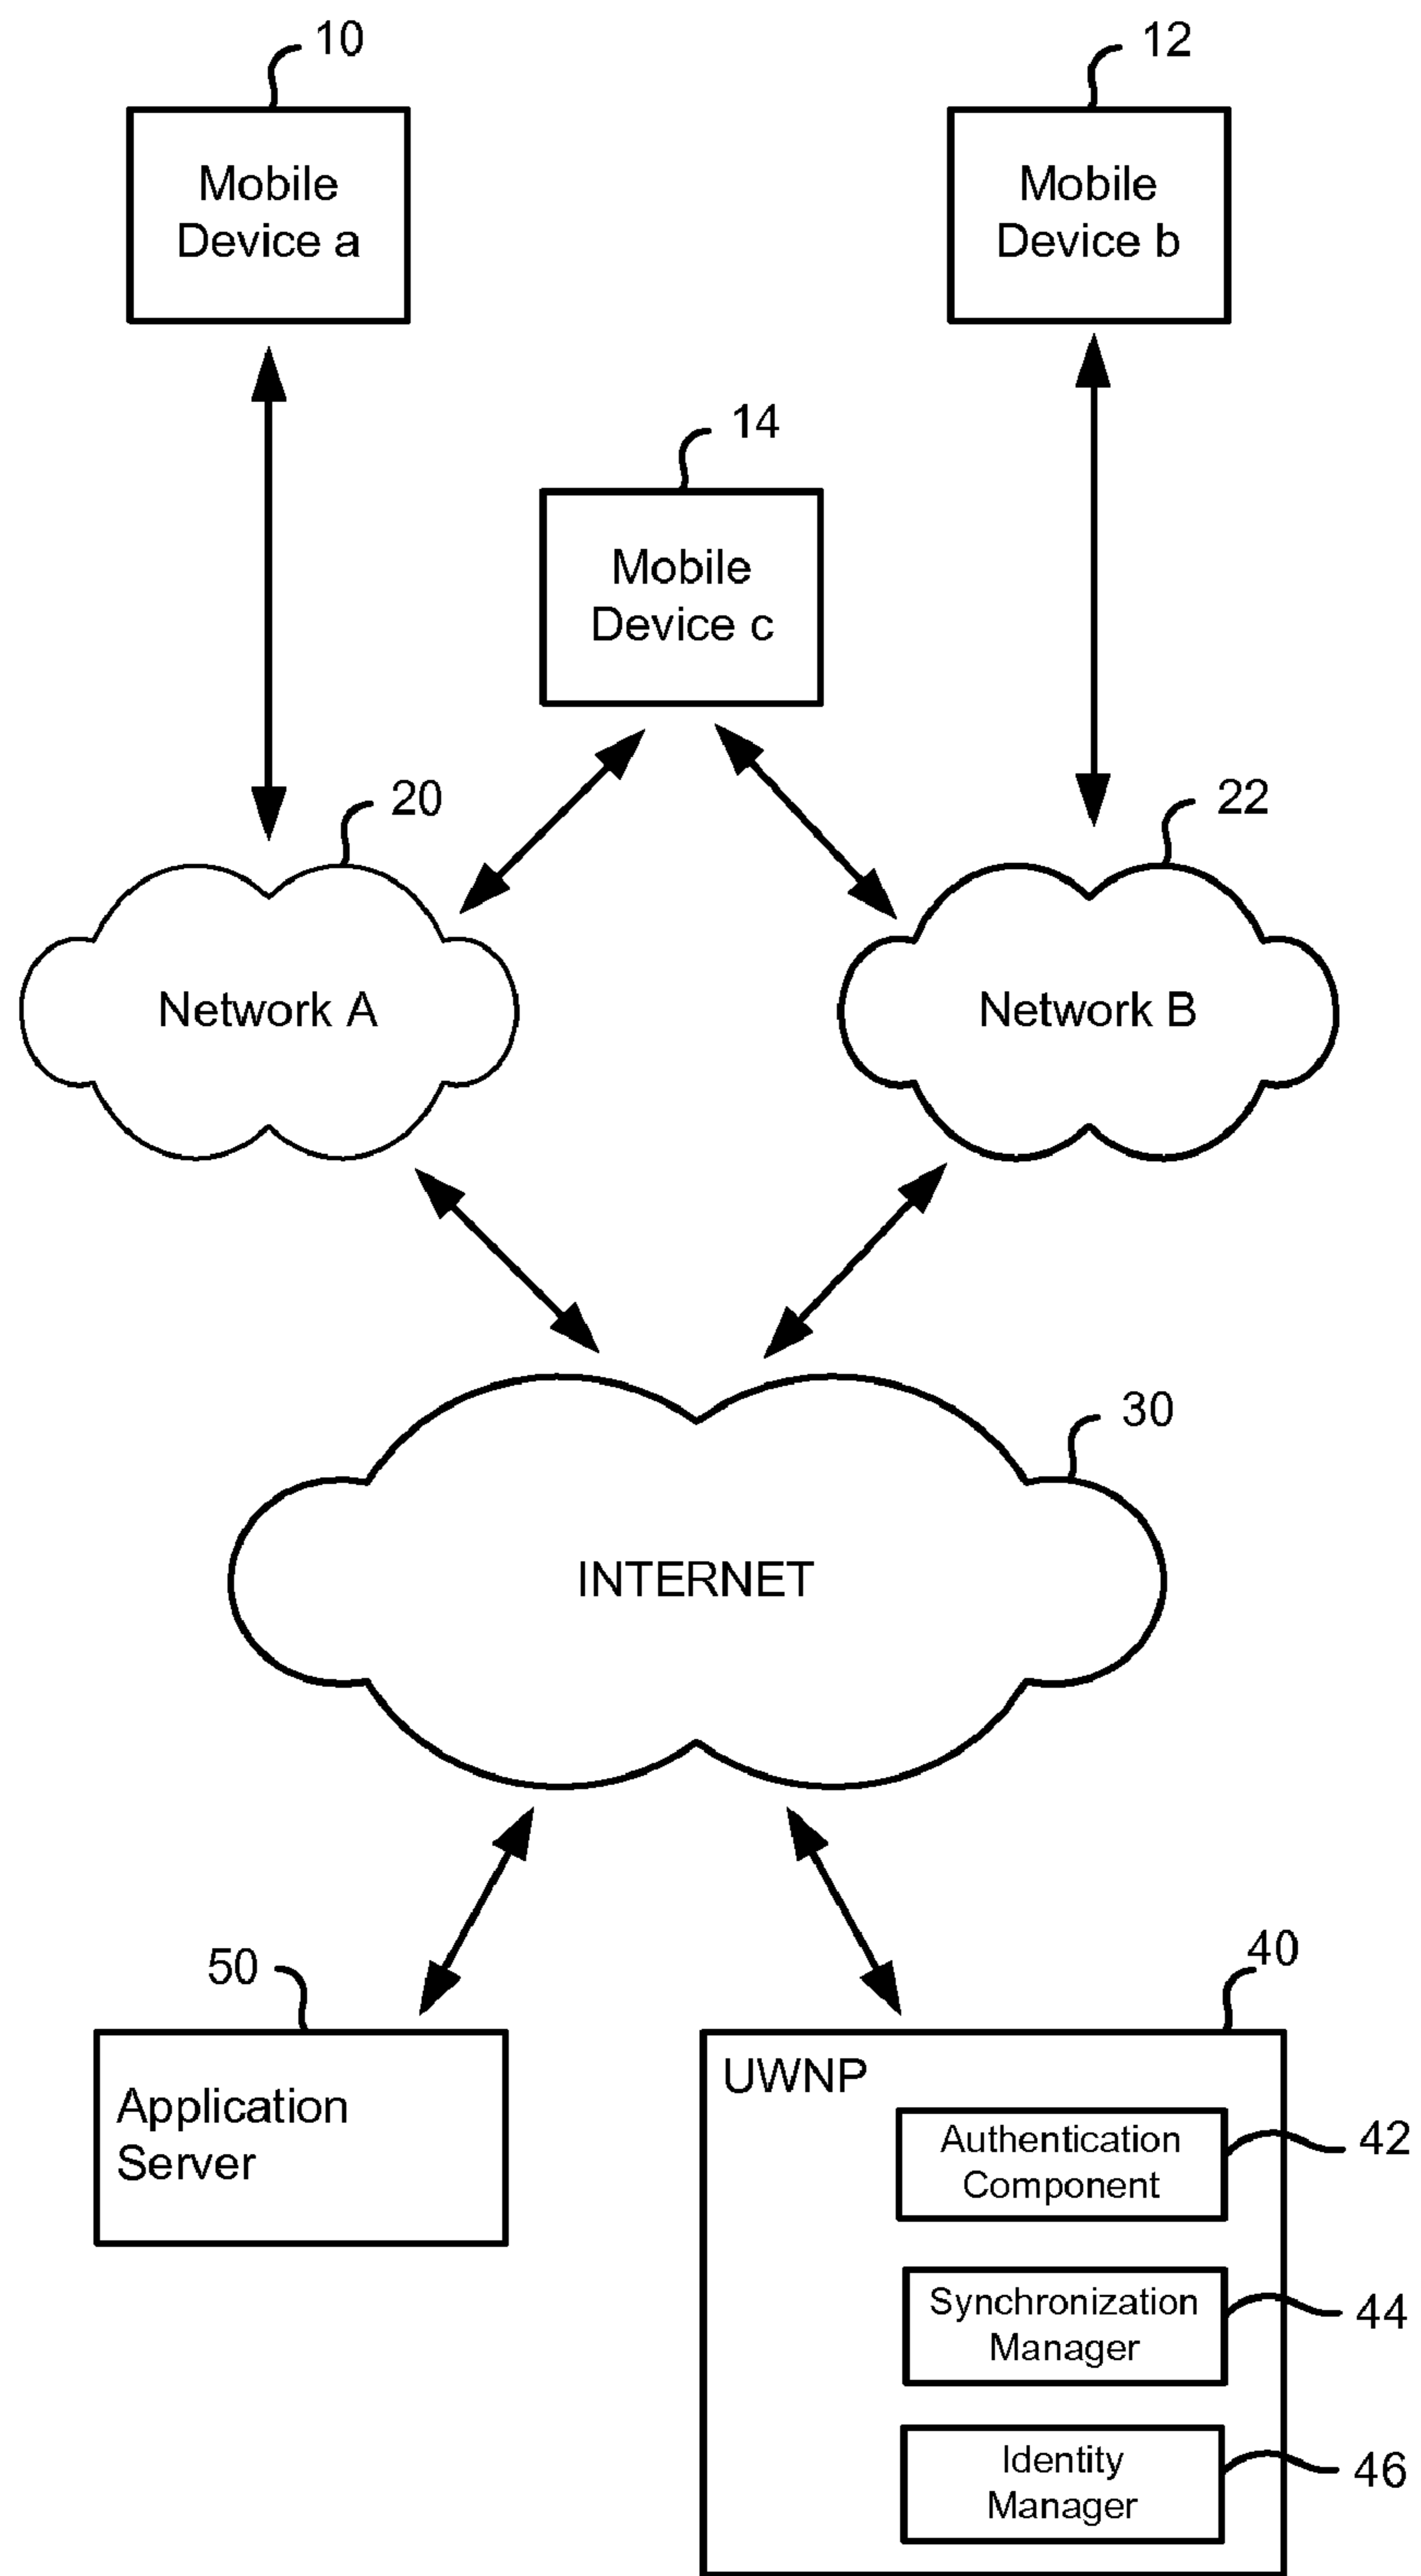 10
12
Mobile
Device a
Mobile
Device b
14
Mobile
Device c
20
22
Network A
Network B
30
INTERNET
50
40
Application
Server
UWNP
Authentication
Component
42
Synchronization
Manager
44
Identity
Manager
46